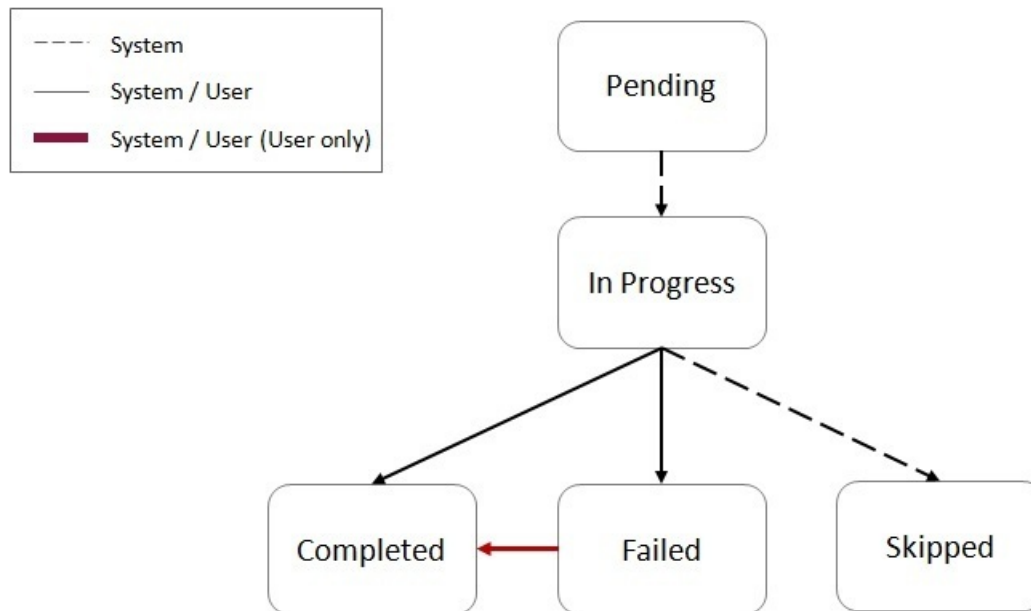 System
System / User
System / User (User only)
Pending
In Progress
Completed
Failed
Skipped